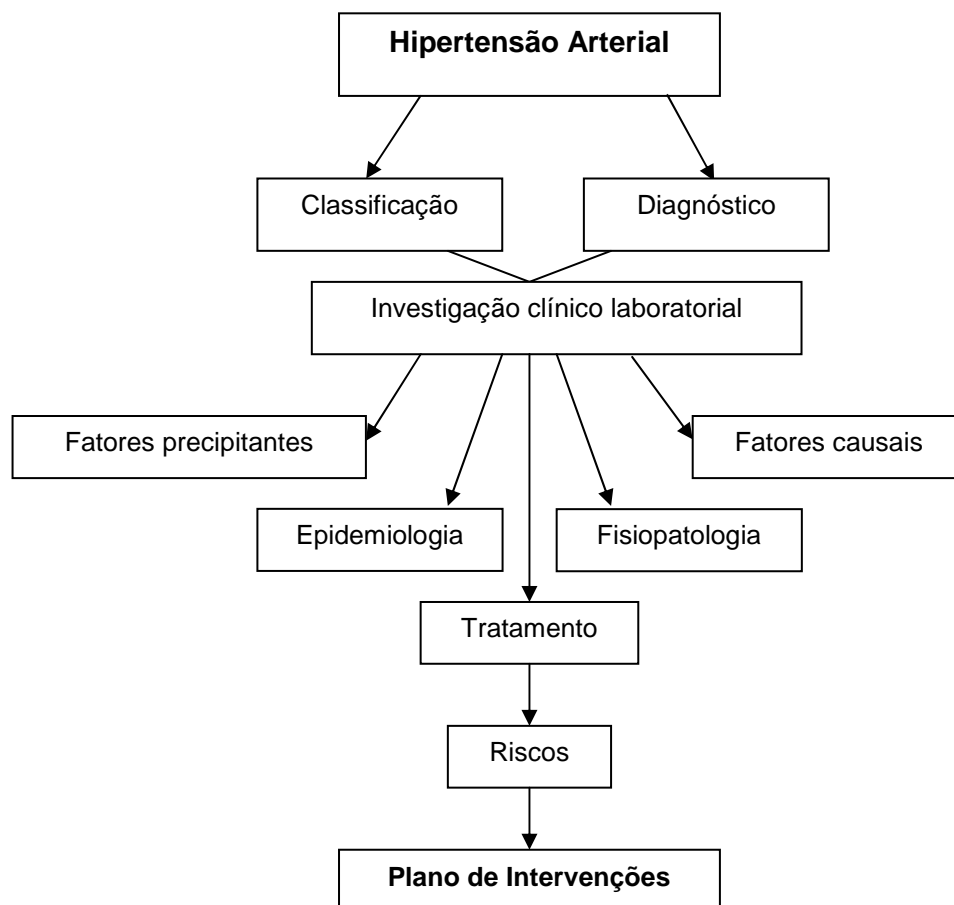 Hipertensão Arterial
Classificação
Diagnóstico
Investigação clínico laboratorial
Fatores precipitantes
Fatores causais
Epidemiologia
Fisiopatologia
Tratamento
Riscos
Plano de Intervenções